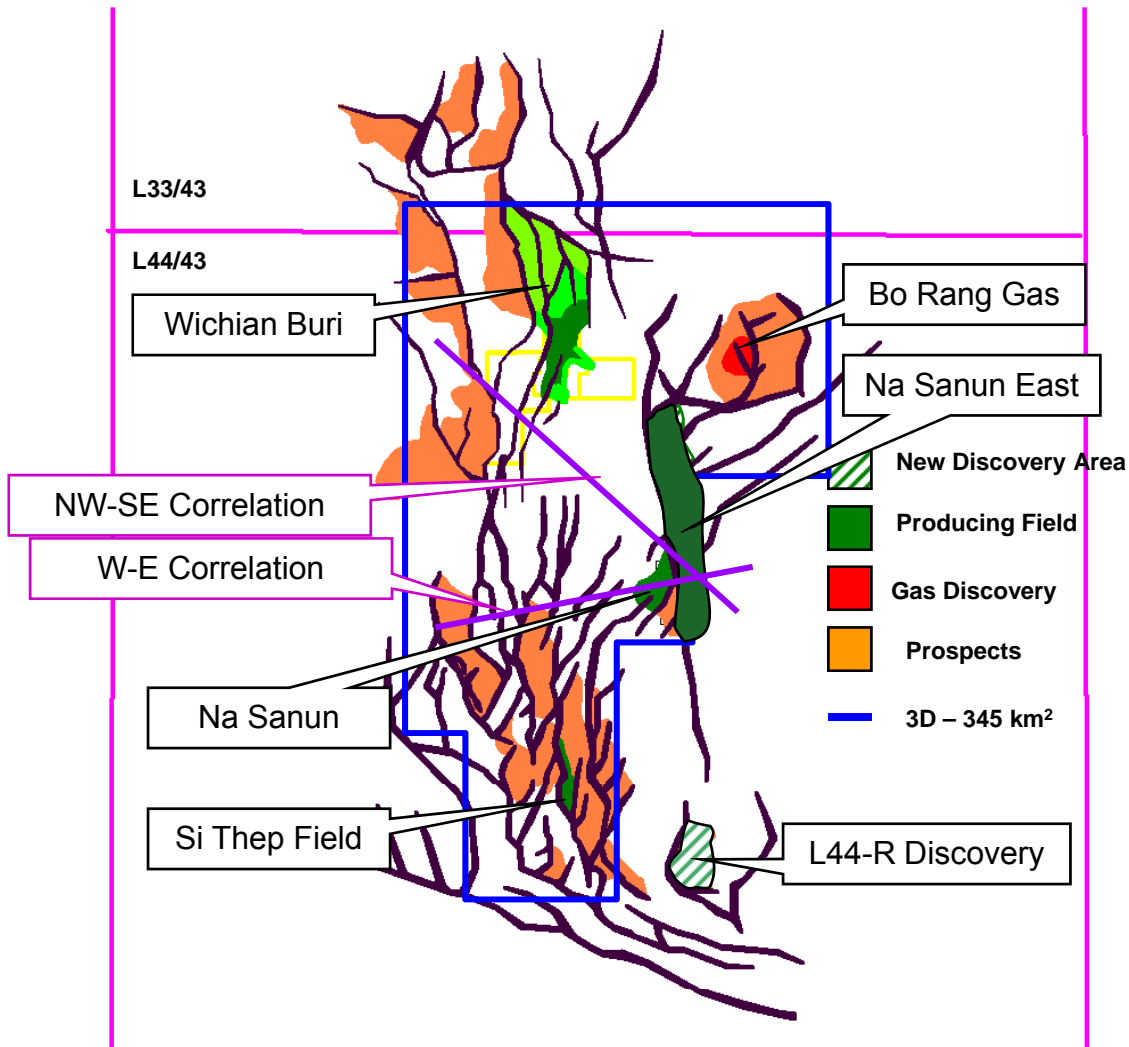 L33/43
L44/43
Wichian Buri
Bo Rang Gas
Na Sanun East
New Discovery Area
NW-SE Correlation
Producing Field
W-E Correlation
Gas Discovery
Prospects
Na Sanun
3D – 345 km²
Si Thep Field
L44-R Discovery